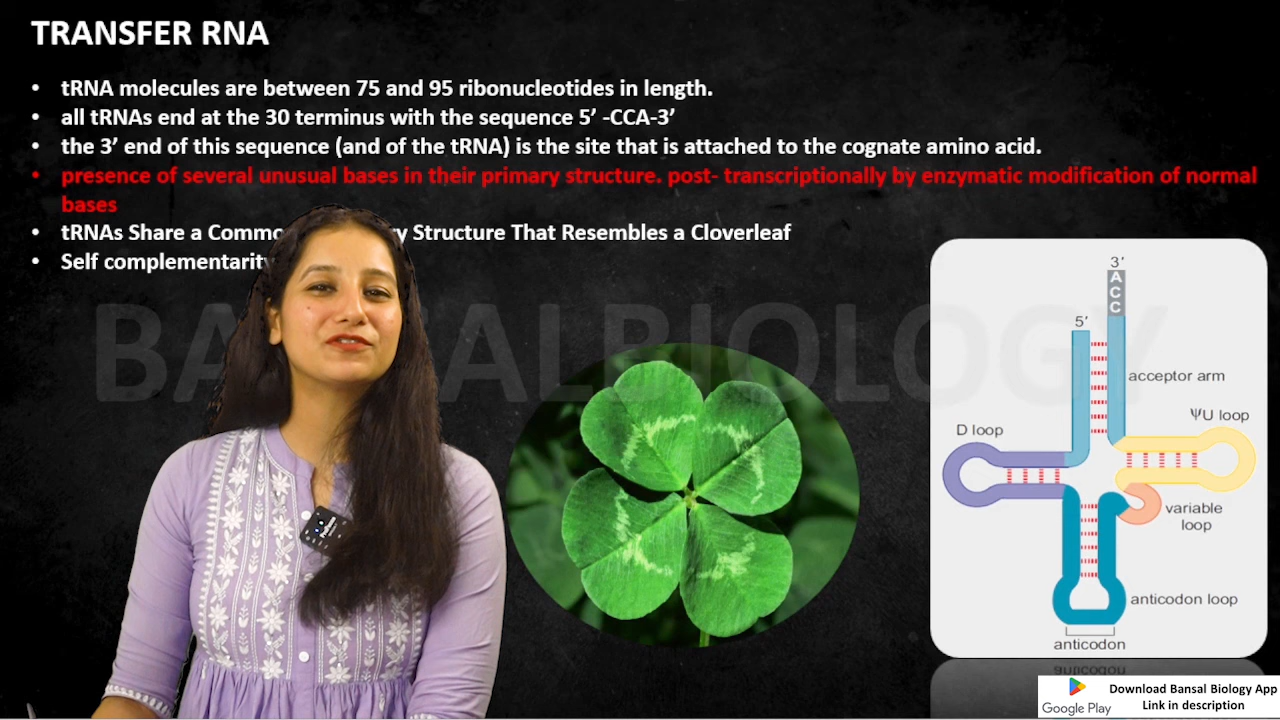 TRANSFER RNA
• tRNA molecules are between 75 and 95 ribonucleotides in length.
• all tRNAs end at the 30 terminus with the sequence 5’ -CCA-3’
• the 3’ end of this sequence (and of the tRNA) is the site that is attached to the cognate amino acid.
• presence of several unusual bases in their primary structure. post- transcriptionally by enzymatic modification of normal
bases
• tRNAs Share a Commo y Structure That Resembles a Cloverleaf
• Self complementarity
BA SALBIOLOGY
3’
A
C
C
5’
acceptor arm
ΨU loop
D loop
variable
loop
anticodon loop
anticodon
Google Play
Download Bansal Biology App
Link in description